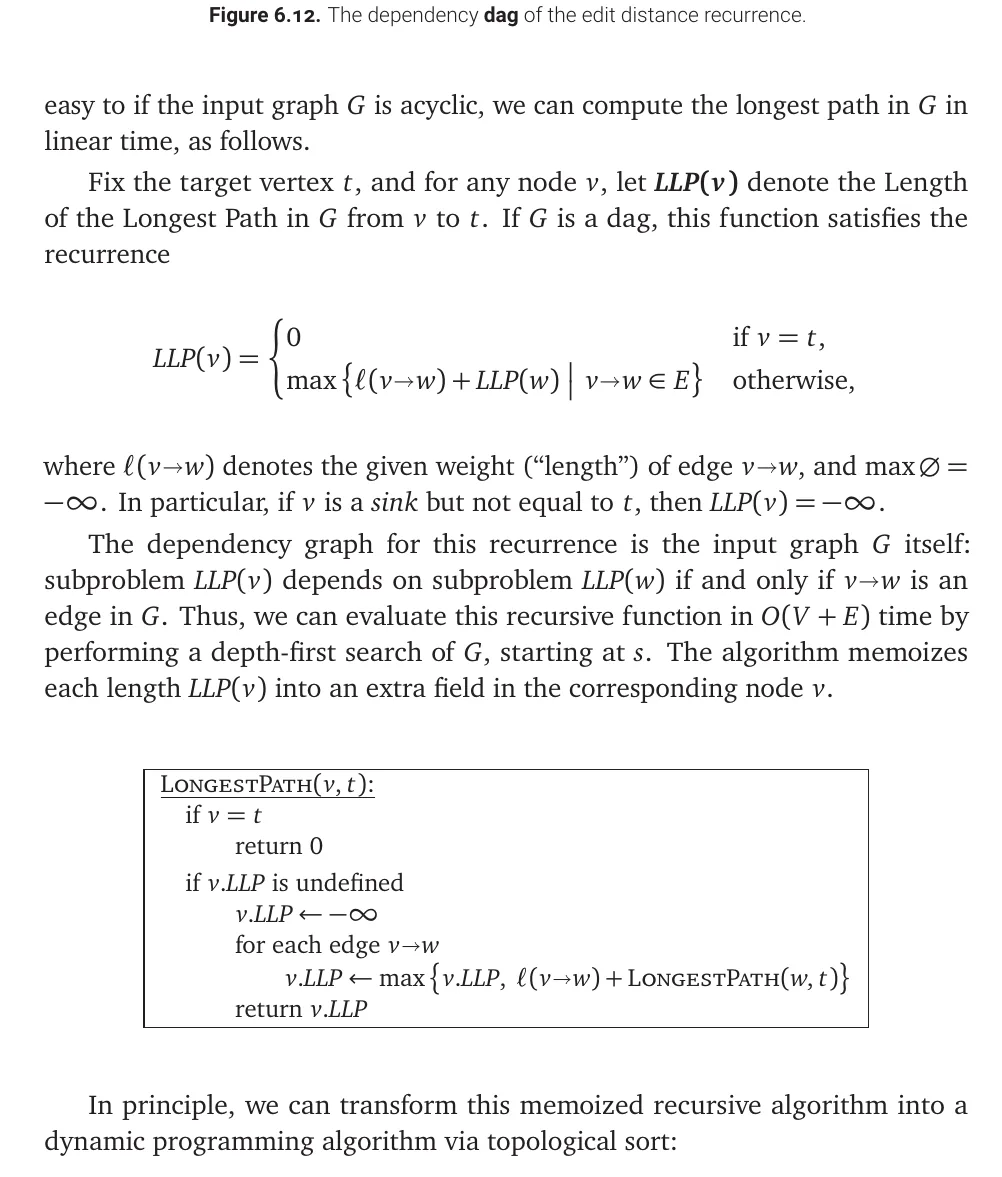 Figure 6.12. The dependency dag of the edit distance recurrence.
easy to if the input graph G is acyclic, we can compute the longest path in G in
linear time, as follows.
Fix the target vertex t, and for any node v, let LLP(v) denote the Length
of the Longest Path in G from v to t. If G is a dag, this function satisfies the
recurrence
LLP(v) = { 0 if v = t,
max{ℓ(v→w) + LLP(w) | v→w ∈ E} otherwise,
where ℓ(v→w) denotes the given weight (“length”) of edge v→w, and max ∅ =
−∞. In particular, if v is a sink but not equal to t, then LLP(v) = −∞.
The dependency graph for this recurrence is the input graph G itself:
subproblem LLP(v) depends on subproblem LLP(w) if and only if v→w is an
edge in G. Thus, we can evaluate this recursive function in O(V + E) time by
performing a depth-first search of G, starting at s. The algorithm memoizes
each length LLP(v) into an extra field in the corresponding node v.
LONGESTPATH(v, t):
if v = t
return 0
if v.LLP is undefined
v.LLP ← −∞
for each edge v→w
v.LLP ← max{v.LLP, ℓ(v→w) + LONGESTPATH(w, t)}
return v.LLP
In principle, we can transform this memoized recursive algorithm into a
dynamic programming algorithm via topological sort: